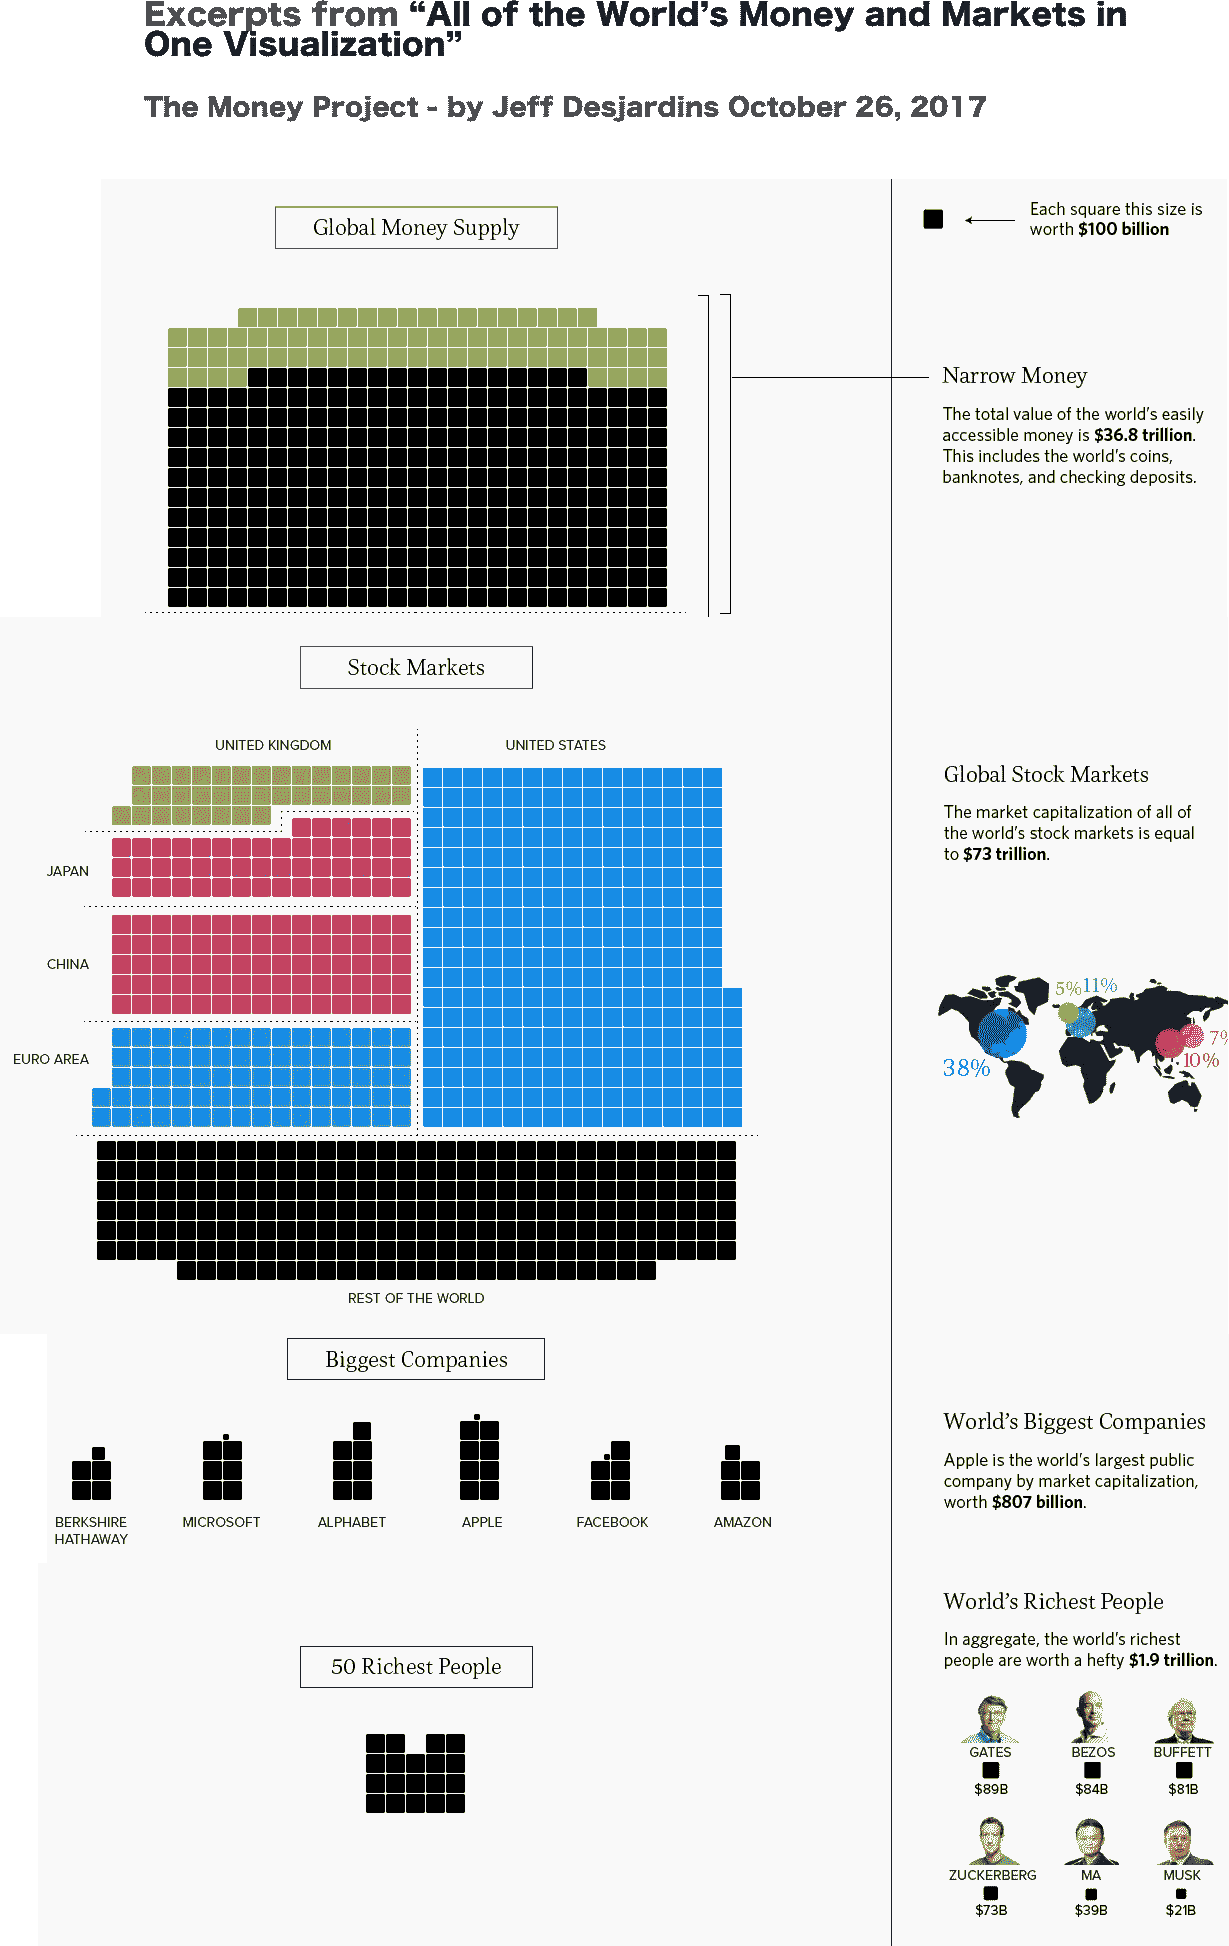 Excerpts from “All of the World’s Money and Markets in
One Visualization”
The Money Project - by Jeff Desjardins October 26, 2017
Global Money Supply
Each square this size is
worth $100 billion
Narrow Money
The total value of the world’s easily
accessible money is $36.8 trillion.
This includes the world’s coins,
banknotes, and checking deposits.
Stock Markets
UNITED KINGDOM
UNITED STATES
JAPAN
CHINA
EURO AREA
REST OF THE WORLD
Global Stock Markets
The market capitalization of all of
the world’s stock markets is equal
to $73 trillion.
5% 11%
7%
10%
38%
Biggest Companies
BERKSHIRE
HATHAWAY
MICROSOFT
ALPHABET
APPLE
FACEBOOK
AMAZON
World’s Biggest Companies
Apple is the world’s largest public
company by market capitalization,
worth $807 billion.
50 Richest People
World’s Richest People
In aggregate, the world’s richest
people are worth a hefty $1.9 trillion.
GATES BEZOS BUFFETT
$89B $84B $81B
ZUCKERBERG MA MUSK
$73B $39B $21B